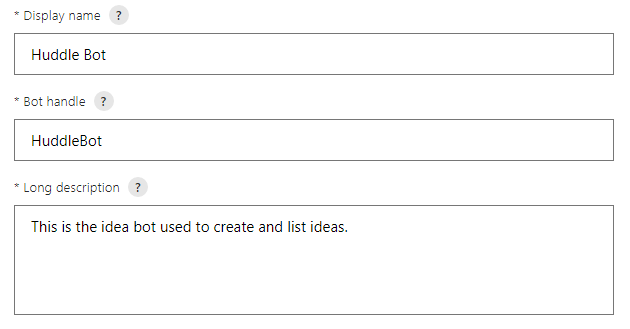 * Display name ?
Huddle Bot
* Bot handle ?
HuddleBot
* Long description ?
This is the idea bot used to create and list ideas.